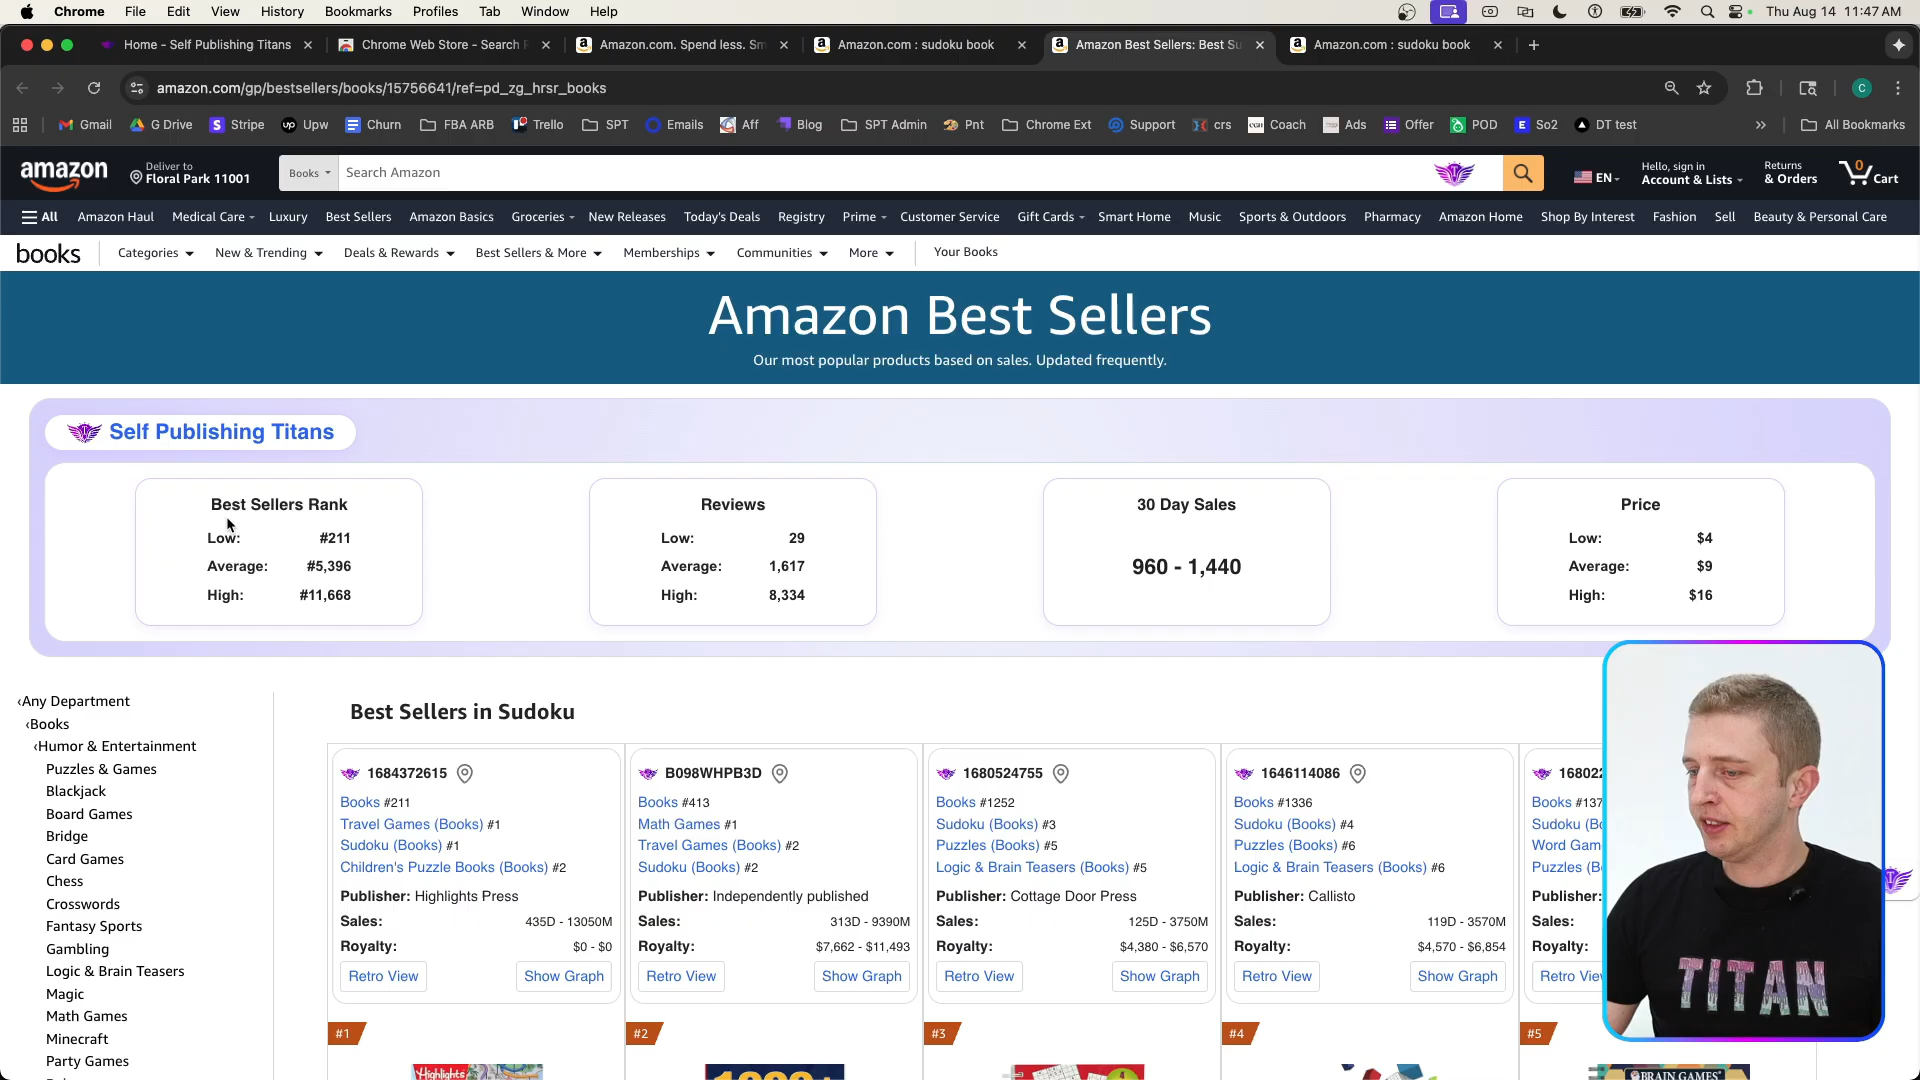 Chrome File Edit View History Bookmarks Profiles Tab Window Help Thu Aug 14 11:47 AM
Home - Self Publishing Titans Chrome Web Store - Search Amazon.com. Spend less. Sm Amazon.com : sudoku book Amazon Best Sellers: Best Su Amazon.com : sudoku book
amazon.com/gp/bestsellers/books/15756641/ref=pd_zg_hrsr_books C
Gmail G Drive Stripe Upw Churn FBA ARB Trello SPT Emails Aff Blog SPT Admin Pnt Chrome Ext Support crs Coach Ads Offer POD So2 DT test All Bookmarks
amazon Deliver to Floral Park 11001 Books Search Amazon EN Hello, sign in Account & Lists Returns & Orders 0 Cart
All Amazon Haul Medical Care Luxury Best Sellers Amazon Basics Groceries New Releases Today's Deals Registry Prime Customer Service Gift Cards Smart Home Music Sports & Outdoors Pharmacy Amazon Home Shop By Interest Fashion Sell Beauty & Personal Care
books Categories New & Trending Deals & Rewards Best Sellers & More Memberships Communities More Your Books
Amazon Best Sellers
Our most popular products based on sales. Updated frequently.
Self Publishing Titans
Best Sellers Rank
Low: #211
Average: #5,396
High: #11,668
Reviews
Low: 29
Average: 1,617
High: 8,334
30 Day Sales
960 - 1,440
Price
Low: $4
Average: $9
High: $16
‹Any Department
‹Books
‹Humor & Entertainment
Puzzles & Games
Blackjack
Board Games
Bridge
Card Games
Chess
Crosswords
Fantasy Sports
Gambling
Logic & Brain Teasers
Magic
Math Games
Minecraft
Party Games
Best Sellers in Sudoku
1684372615
Books #211
Travel Games (Books) #1
Sudoku (Books) #1
Children's Puzzle Books (Books) #2
Publisher: Highlights Press
Sales: 435D - 13050M
Royalty: $0 - $0
Retro View Show Graph
#1
Highlights
B098WHPB3D
Books #413
Math Games #1
Travel Games (Books) #2
Sudoku (Books) #2
Publisher: Independently published
Sales: 313D - 9390M
Royalty: $7,662 - $11,493
Retro View Show Graph
#2
1000+
1680524755
Books #1252
Sudoku (Books) #3
Puzzles (Books) #5
Logic & Brain Teasers (Books) #5
Publisher: Cottage Door Press
Sales: 125D - 3750M
Royalty: $4,380 - $6,570
Retro View Show Graph
#3
1646114086
Books #1336
Sudoku (Books) #4
Puzzles (Books) #6
Logic & Brain Teasers (Books) #6
Publisher: Callisto
Sales: 119D - 3570M
Royalty: $4,570 - $6,854
Retro View Show Graph
#4
16802
Books #137
Sudoku (Bo
Word Gam
Puzzles (B
Publisher:
Sales:
Royalty:
Retro Vie
#5
BRAIN GAMES
TITAN